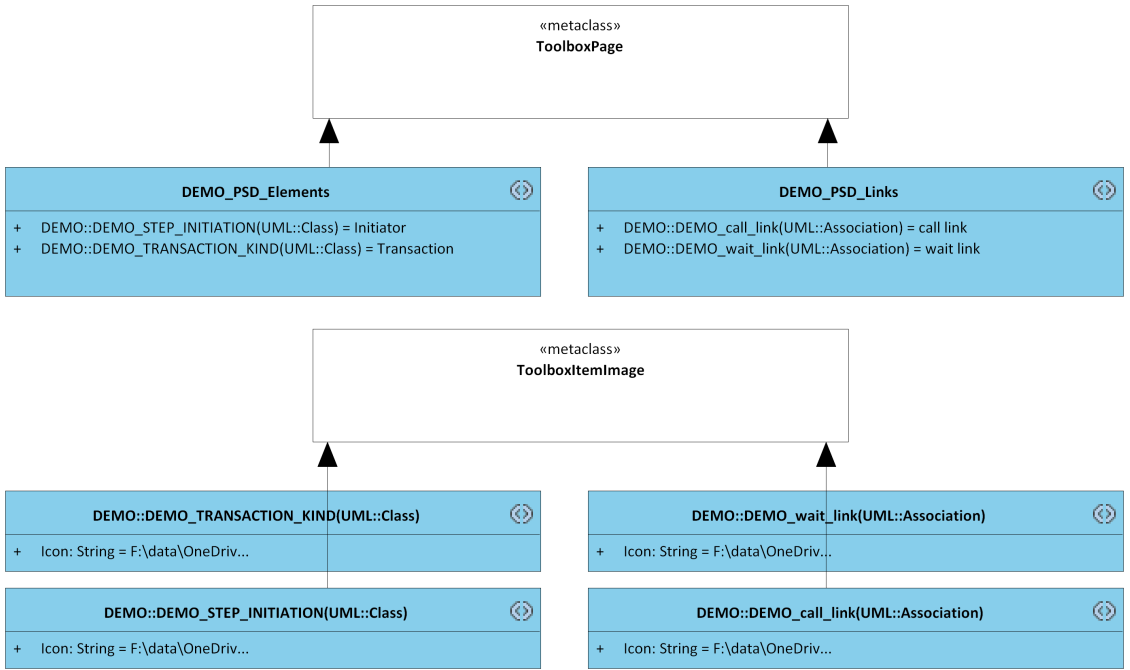 «metaclass»
ToolboxPage
DEMO_PSD_Elements
+ DEMO::DEMO_STEP_INITIATION(UML::Class) = Initiator
+ DEMO::DEMO_TRANSACTION_KIND(UML::Class) = Transaction
DEMO_PSD_Links
+ DEMO::DEMO_call_link(UML::Association) = call link
+ DEMO::DEMO_wait_link(UML::Association) = wait link
«metaclass»
ToolboxItemImage
DEMO::DEMO_TRANSACTION_KIND(UML::Class)
+ Icon: String = F:\data\OneDriv...
DEMO::DEMO_wait_link(UML::Association)
+ Icon: String = F:\data\OneDriv...
DEMO::DEMO_STEP_INITIATION(UML::Class)
+ Icon: String = F:\data\OneDriv...
DEMO::DEMO_call_link(UML::Association)
+ Icon: String = F:\data\OneDriv...